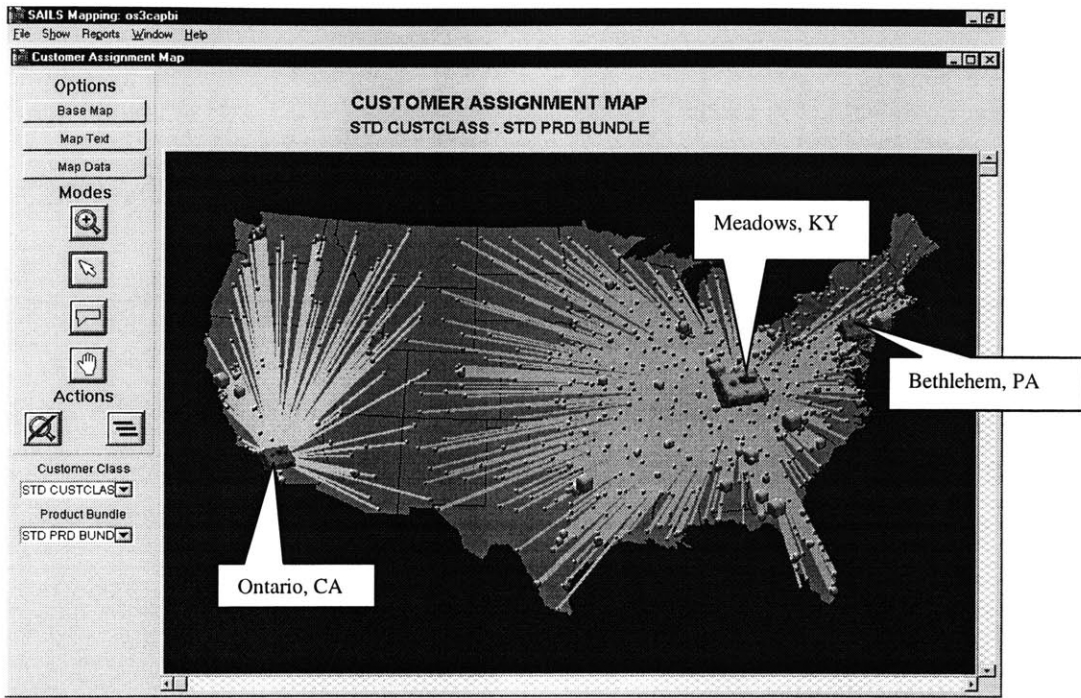 SAILS Mapping: os3capbi
File Show Reports Window Help
Customer Assignment Map
Options
Base Map
Map Text
Map Data
Modes
Actions
Customer Class
STD CUSTCLAS
Product Bundle
STD PRD BUND
CUSTOMER ASSIGNMENT MAP
STD CUSTCLASS - STD PRD BUNDLE
Meadows, KY
Bethlehem, PA
Ontario, CA